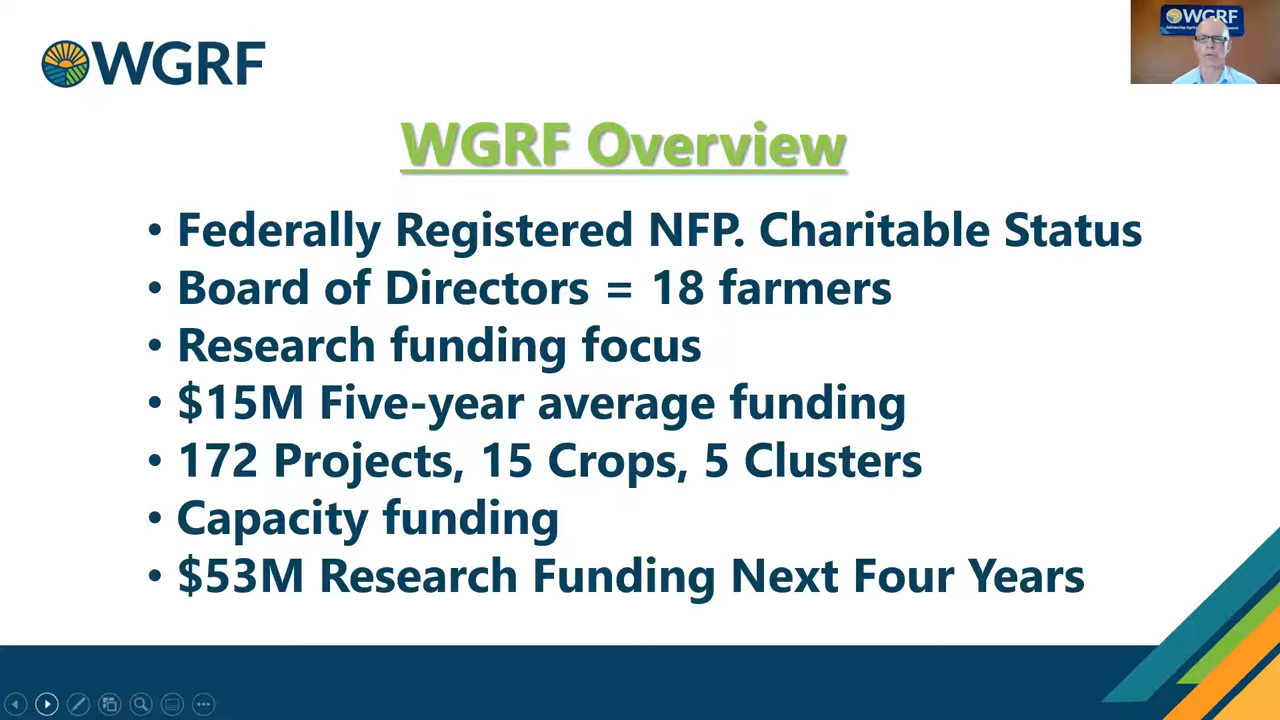 WGRF
WGRF
WGRF Overview
• Federally Registered NFP. Charitable Status
• Board of Directors = 18 farmers
• Research funding focus
• $15M Five-year average funding
• 172 Projects, 15 Crops, 5 Clusters
• Capacity funding
• $53M Research Funding Next Four Years